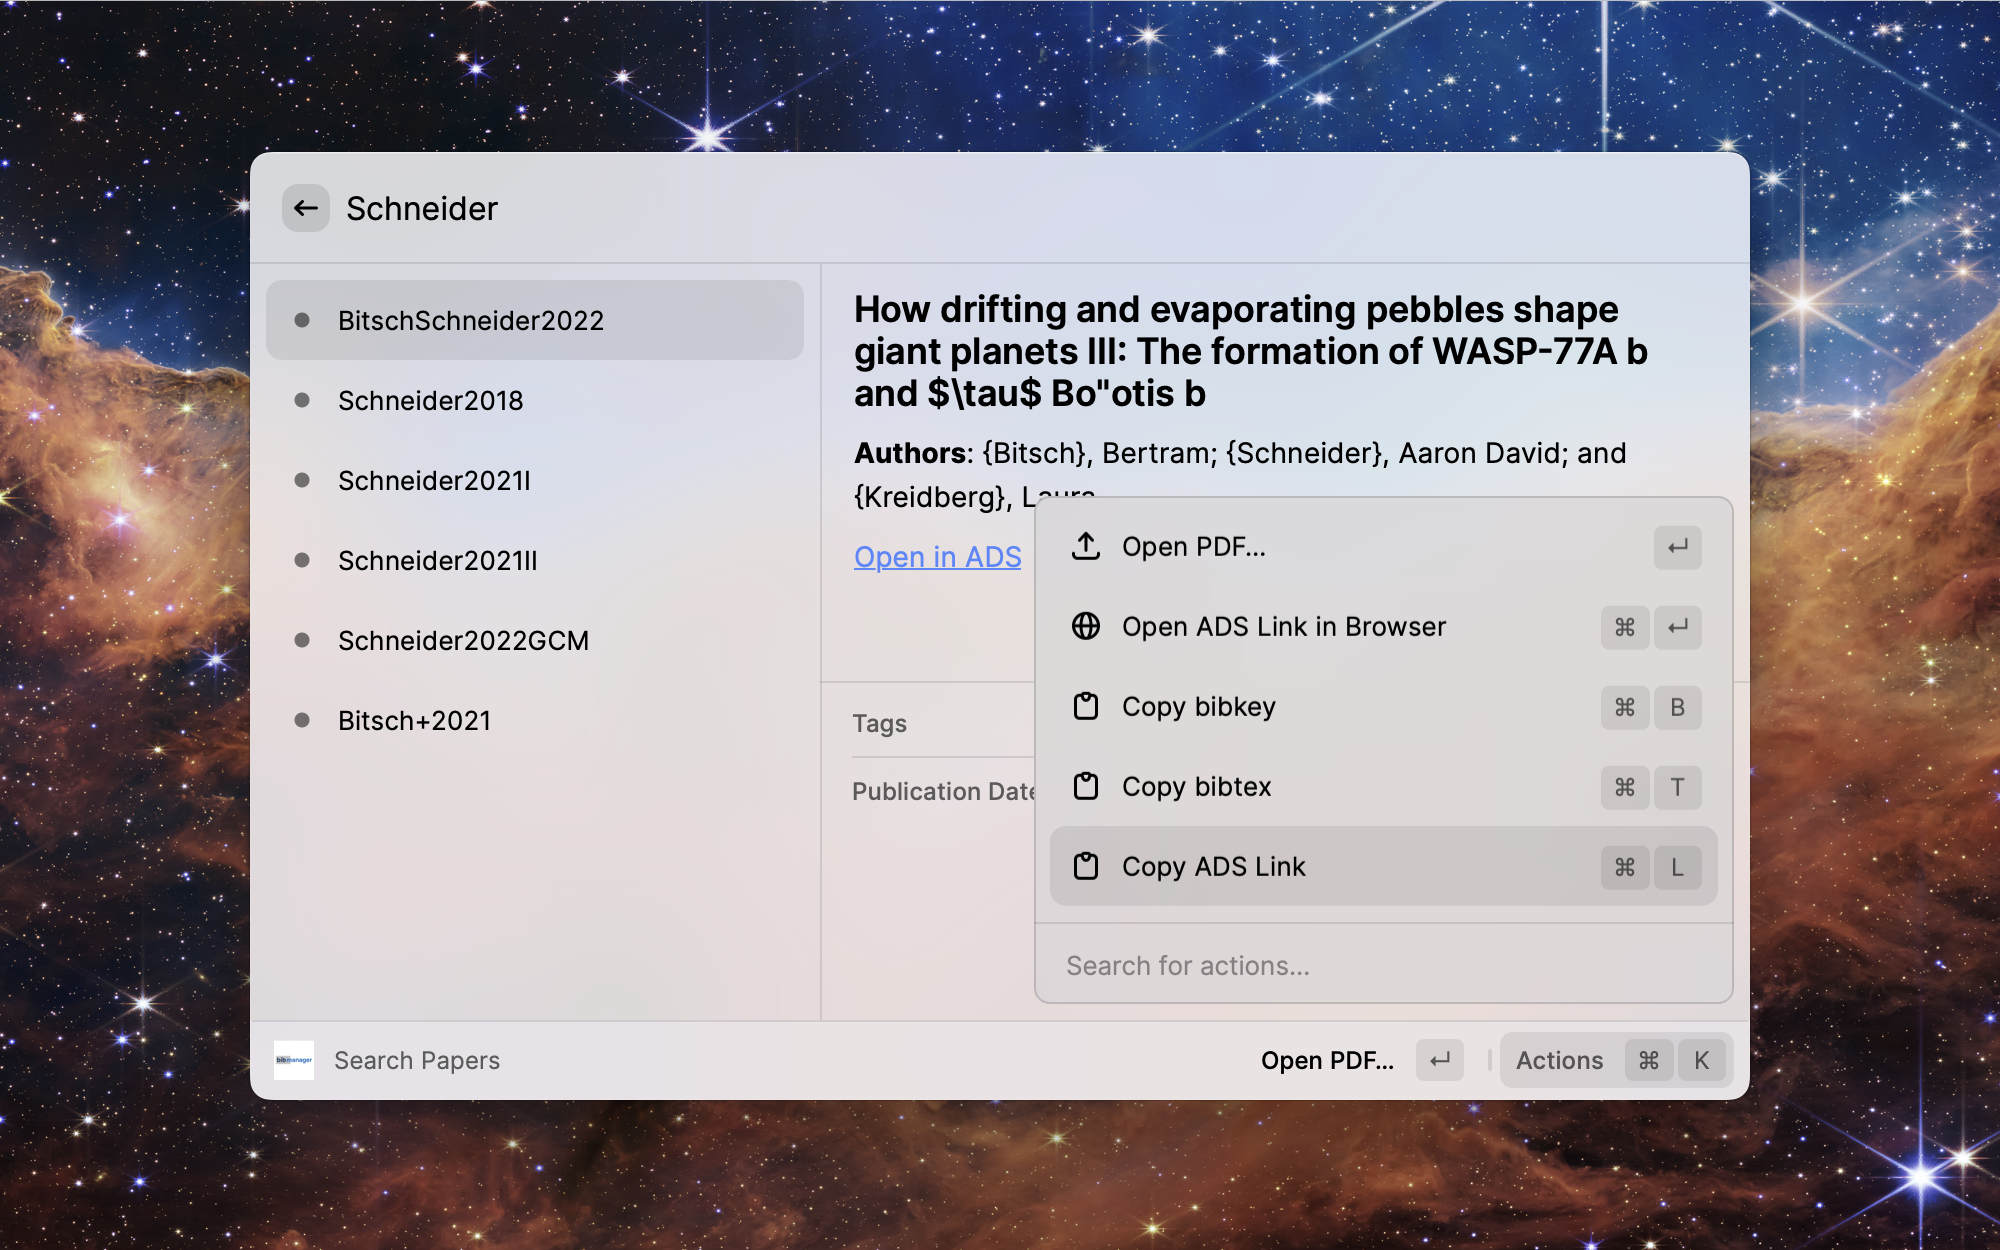 Schneider
BitschSchneider2022
Schneider2018
Schneider2021I
Schneider2021II
Schneider2022GCM
Bitsch+2021
How drifting and evaporating pebbles shape
giant planets III: The formation of WASP-77A b
and $\tau$ Bo"otis b
Authors: {Bitsch}, Bertram; {Schneider}, Aaron David; and
{Kreidberg}, Laura
Open in ADS
Tags
Publication Date
Open PDF... ↵
Open ADS Link in Browser ⌘ ↵
Copy bibkey ⌘ B
Copy bibtex ⌘ T
Copy ADS Link ⌘ L
Search for actions...
bibmanager
Search Papers
Open PDF... ↵
Actions ⌘ K